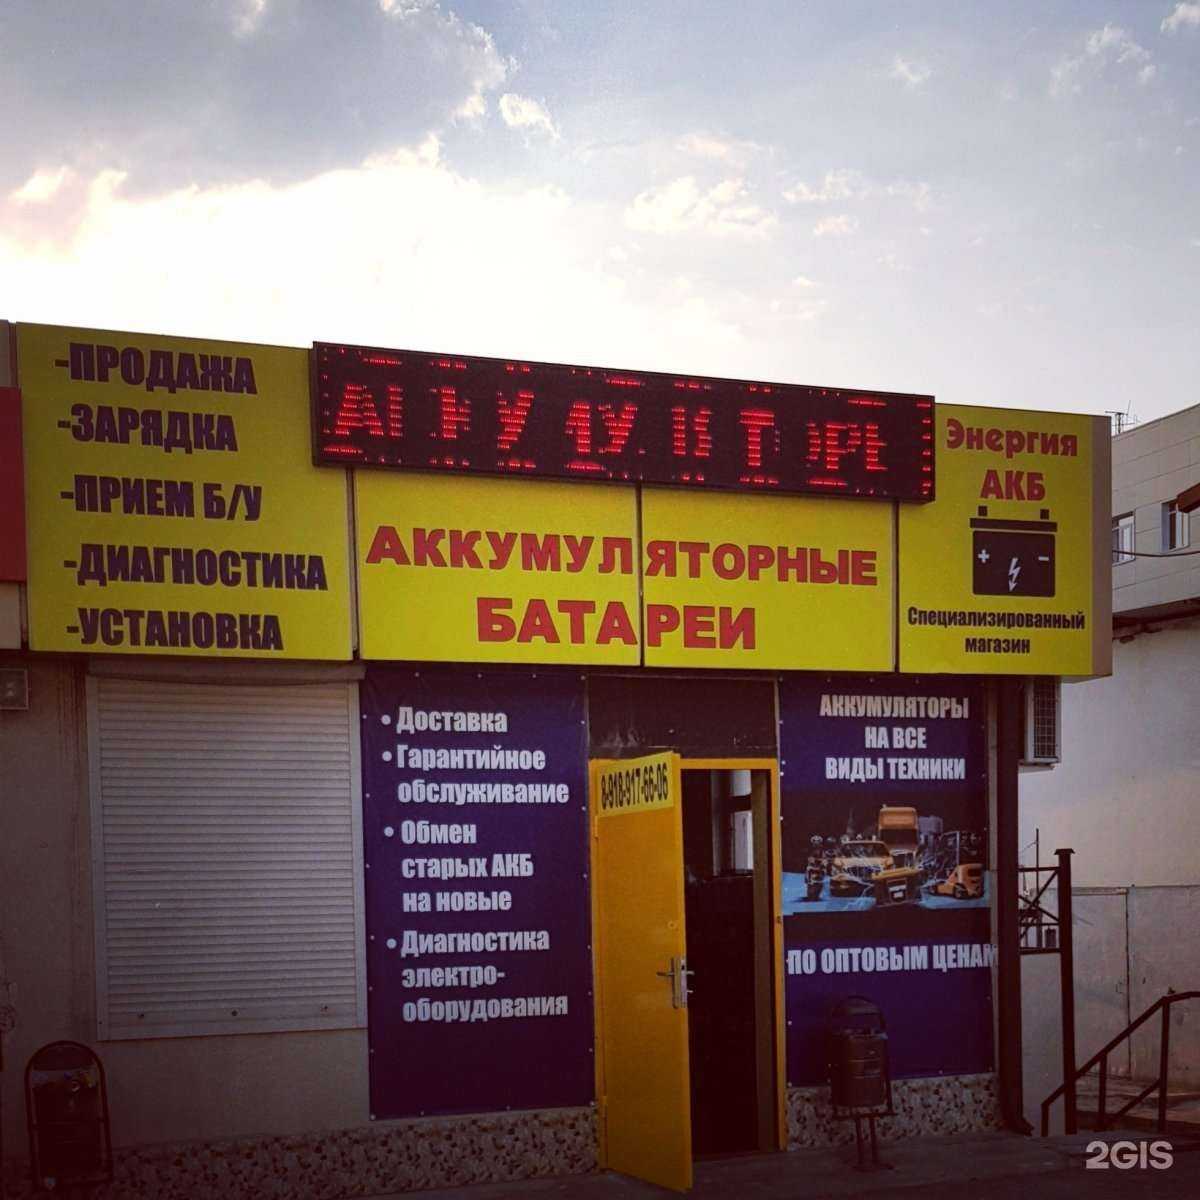 -ПРОДАЖА
-ЗАРЯДКА
-ПРИЕМ Б/У
-ДИАГНОСТИКА
-УСТАНОВКА
АККУМУЛЯТОРНЫЕ
БАТАРЕИ
Энергия
АКБ
+ -
Специализированный
магазин
• Доставка
• Гарантийное
обслуживание
• Обмен
старых АКБ
на новые
• Диагностика
электро-
оборудования
8-918-917-66-06
АККУМУЛЯТОРЫ
НА ВСЕ
ВИДЫ ТЕХНИКИ
ПО ОПТОВЫМ ЦЕНАМ
2GIS